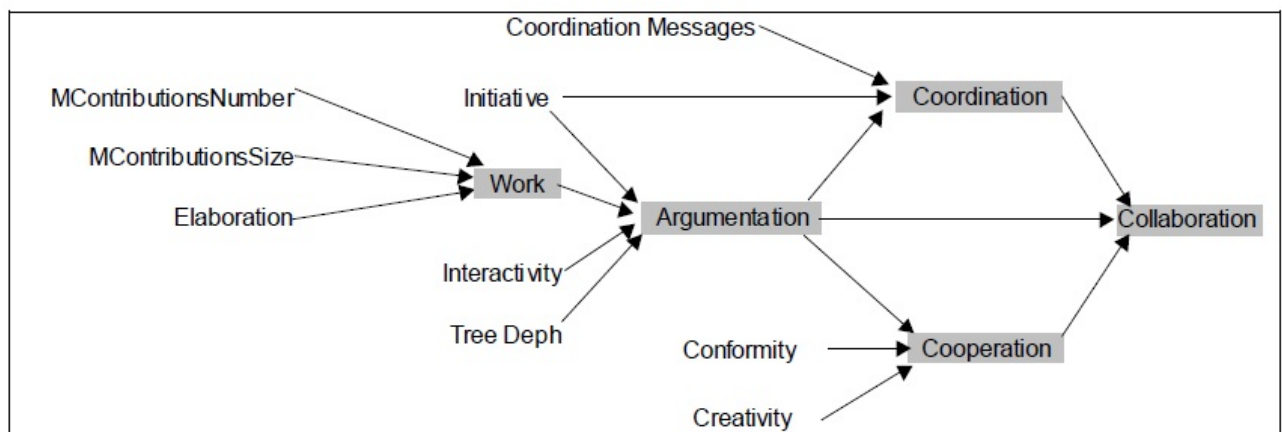 Coordination Messages
MContributionsNumber
Initiative
Coordination
MContributionsSize
Work
Elaboration
Argumentation
Collaboration
Interactivity
Tree Deph
Conformity
Cooperation
Creativity